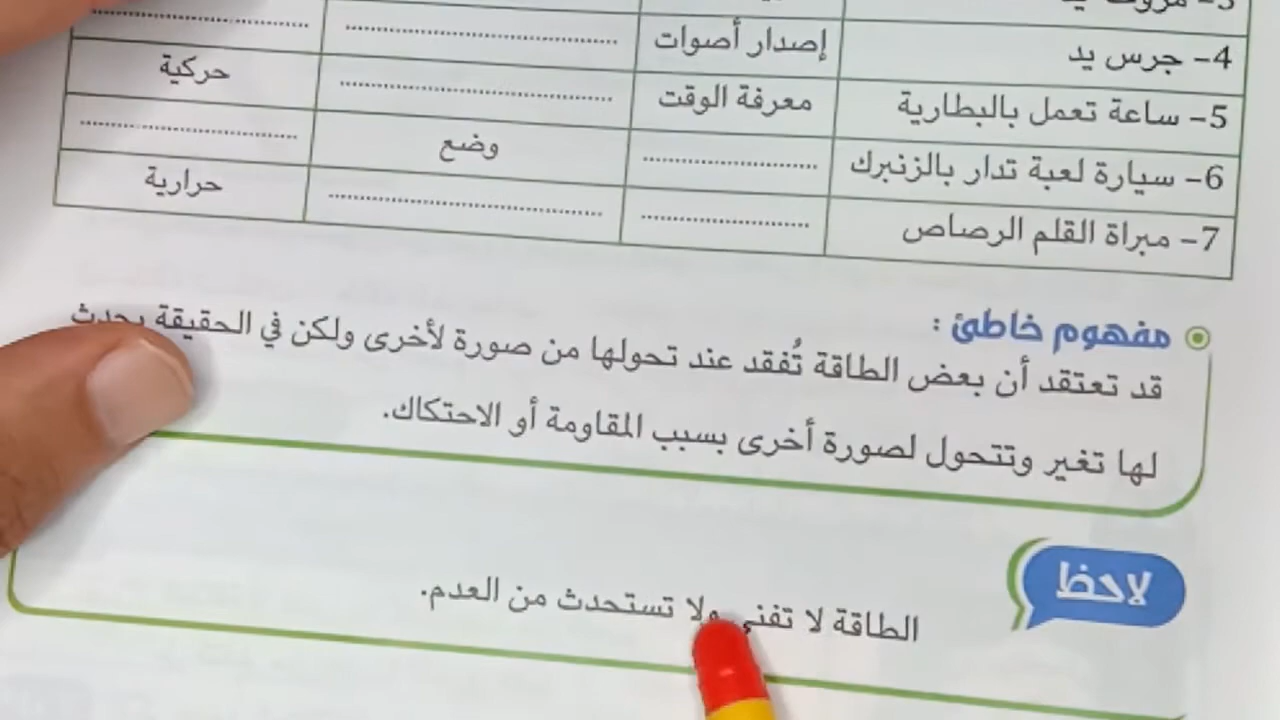 4- جرس يد إصدار أصوات
5- ساعة تعمل بالبطارية معرفة الوقت حركية
6- سيارة لعبة تدار بالزنبرك وضع
7- مبراة القلم الرصاص حرارية
مفهوم خاطئ :
قد تعتقد أن بعض الطاقة تُفقد عند تحولها من صورة لأخرى ولكن في الحقيقة يحدث
لها تغير وتتحول لصورة أخرى بسبب المقاومة أو الاحتكاك.
لاحظ
الطاقة لا تفنى ولا تستحدث من العدم.